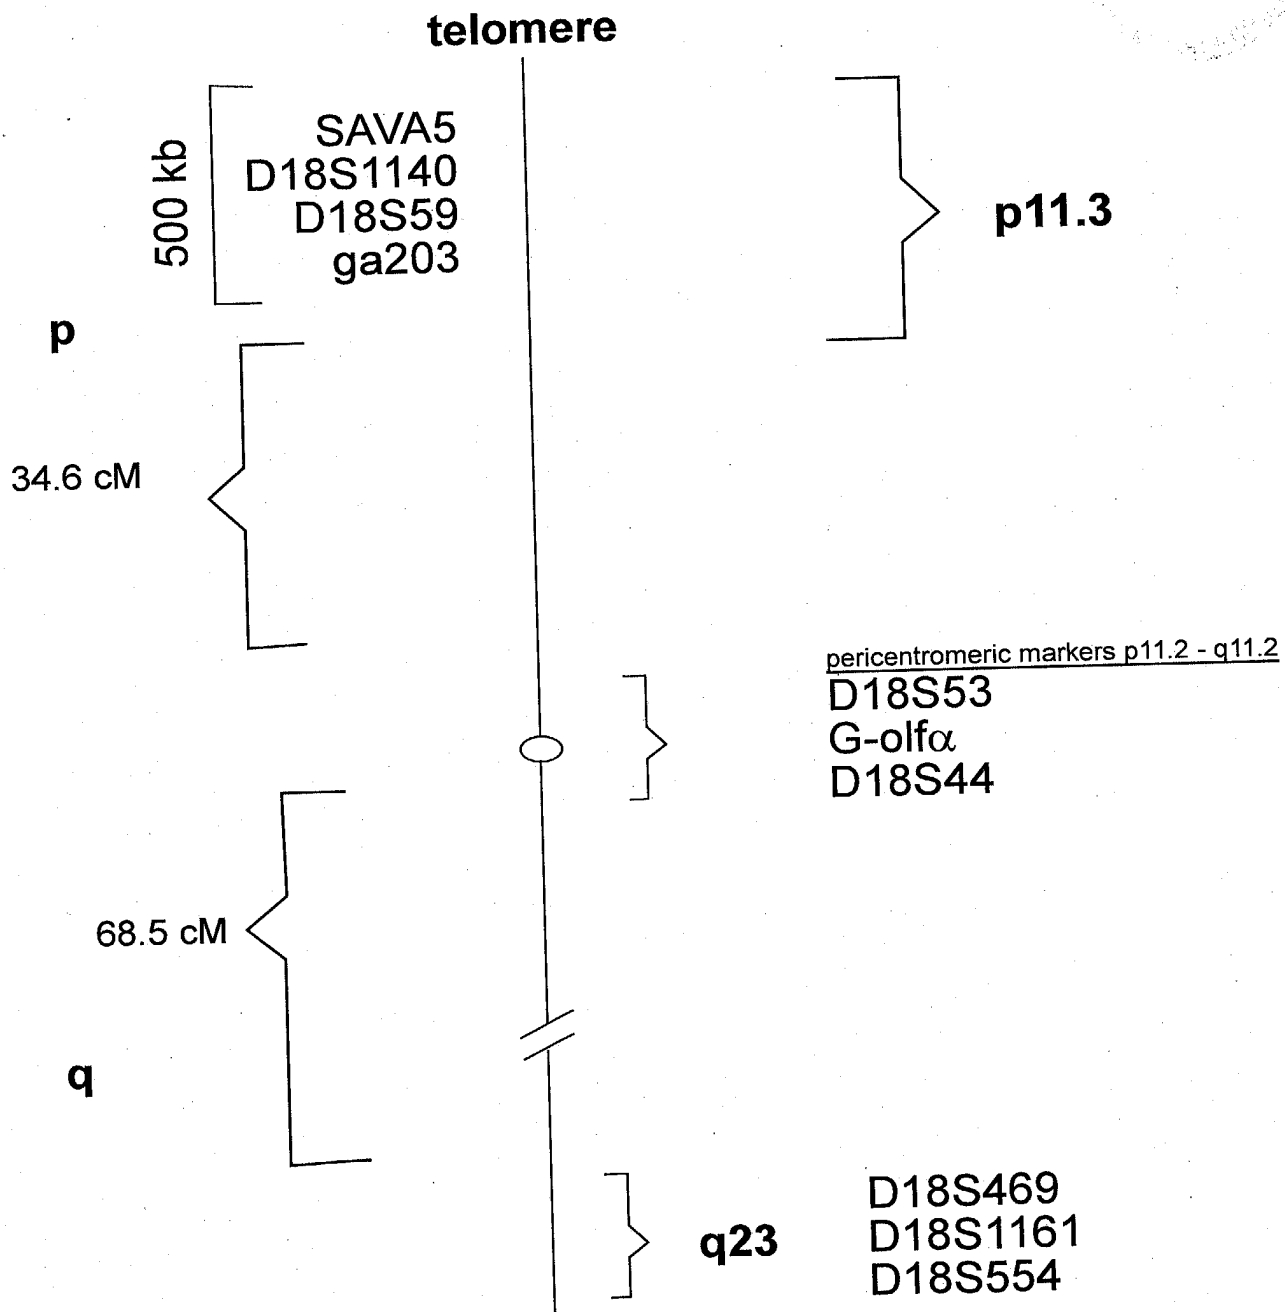 telomere
500 kb
SAVA5
D18S1140
D18S59
ga203
p11.3
p
34.6 cM
pericentromeric markers p11.2 - q11.2
D18S53
G-olfα
D18S44
68.5 cM
q
q23
D18S469
D18S1161
D18S554